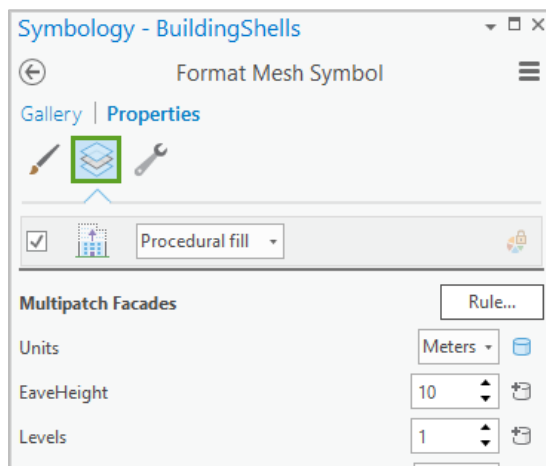 Symbology - BuildingShells
Format Mesh Symbol
Gallery | Properties
Procedural fill
Multipatch Facades Rule...
Units Meters
EaveHeight 10
Levels 1